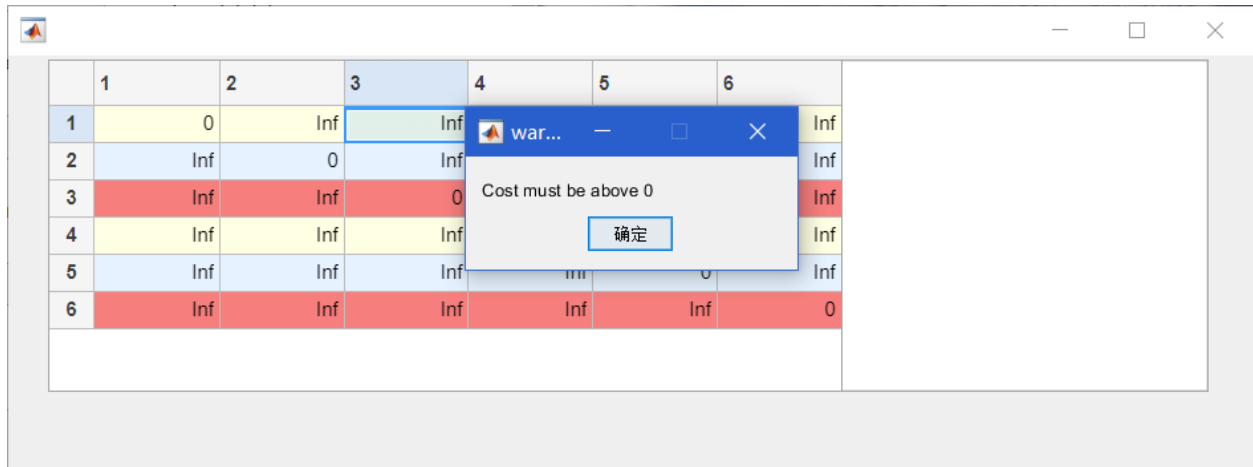 1 2 3 4 5 6
1 0 Inf Inf Inf
2 Inf 0 Inf Inf
3 Inf Inf 0 Inf
4 Inf Inf Inf Inf
5 Inf Inf Inf Inf 0 Inf
6 Inf Inf Inf Inf Inf 0
war...
Cost must be above 0
确定